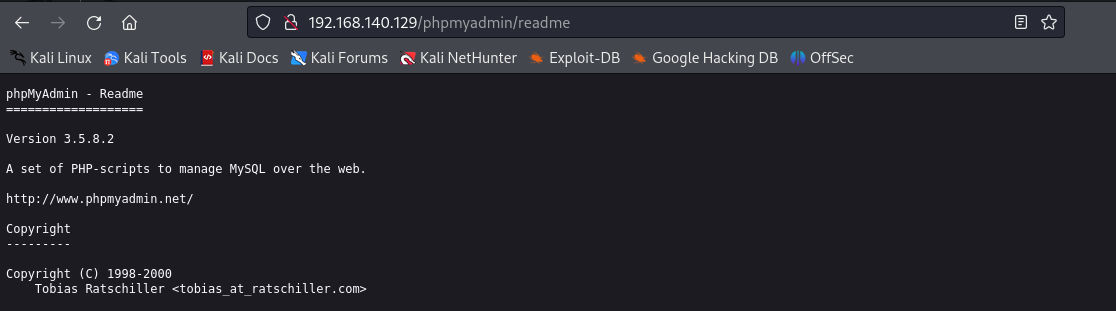 192.168.140.129/phpmyadmin/readme
Kali Linux Kali Tools Kali Docs Kali Forums Kali NetHunter Exploit-DB Google Hacking DB OffSec
phpMyAdmin - Readme
===================
Version 3.5.8.2
A set of PHP-scripts to manage MySQL over the web.
http://www.phpmyadmin.net/
Copyright
---------
Copyright (C) 1998-2000
Tobias Ratschiller <tobias_at_ratschiller.com>